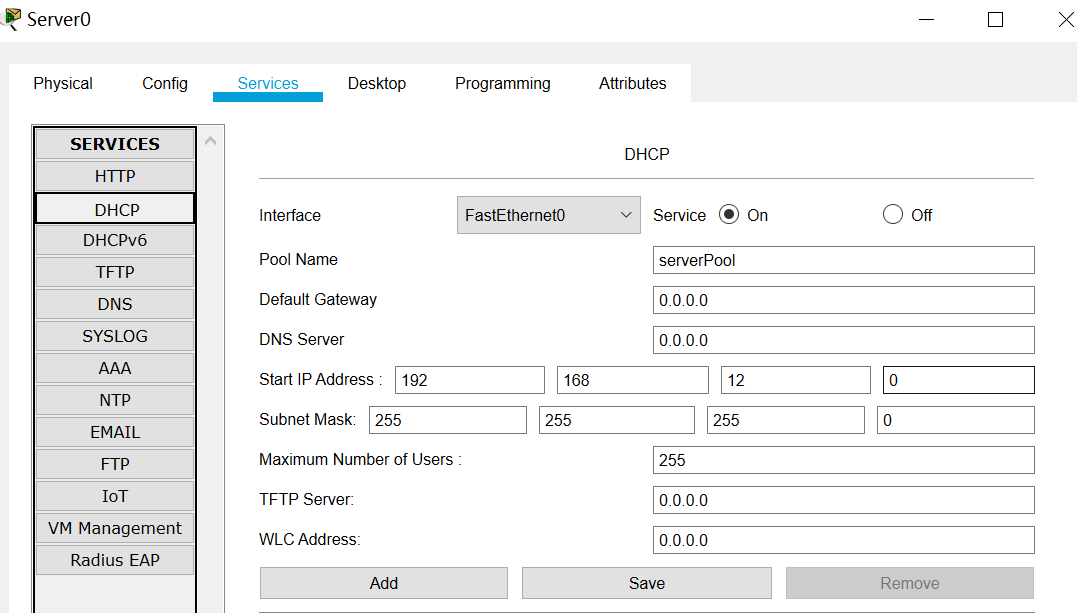 Server0
Physical Config Services Desktop Programming Attributes
SERVICES
HTTP
DHCP
DHCPv6
TFTP
DNS
SYSLOG
AAA
NTP
EMAIL
FTP
IoT
VM Management
Radius EAP
DHCP
Interface FastEthernet0 Service On Off
Pool Name serverPool
Default Gateway 0.0.0.0
DNS Server 0.0.0.0
Start IP Address : 192 168 12 0
Subnet Mask: 255 255 255 0
Maximum Number of Users : 255
TFTP Server: 0.0.0.0
WLC Address: 0.0.0.0
Add Save Remove